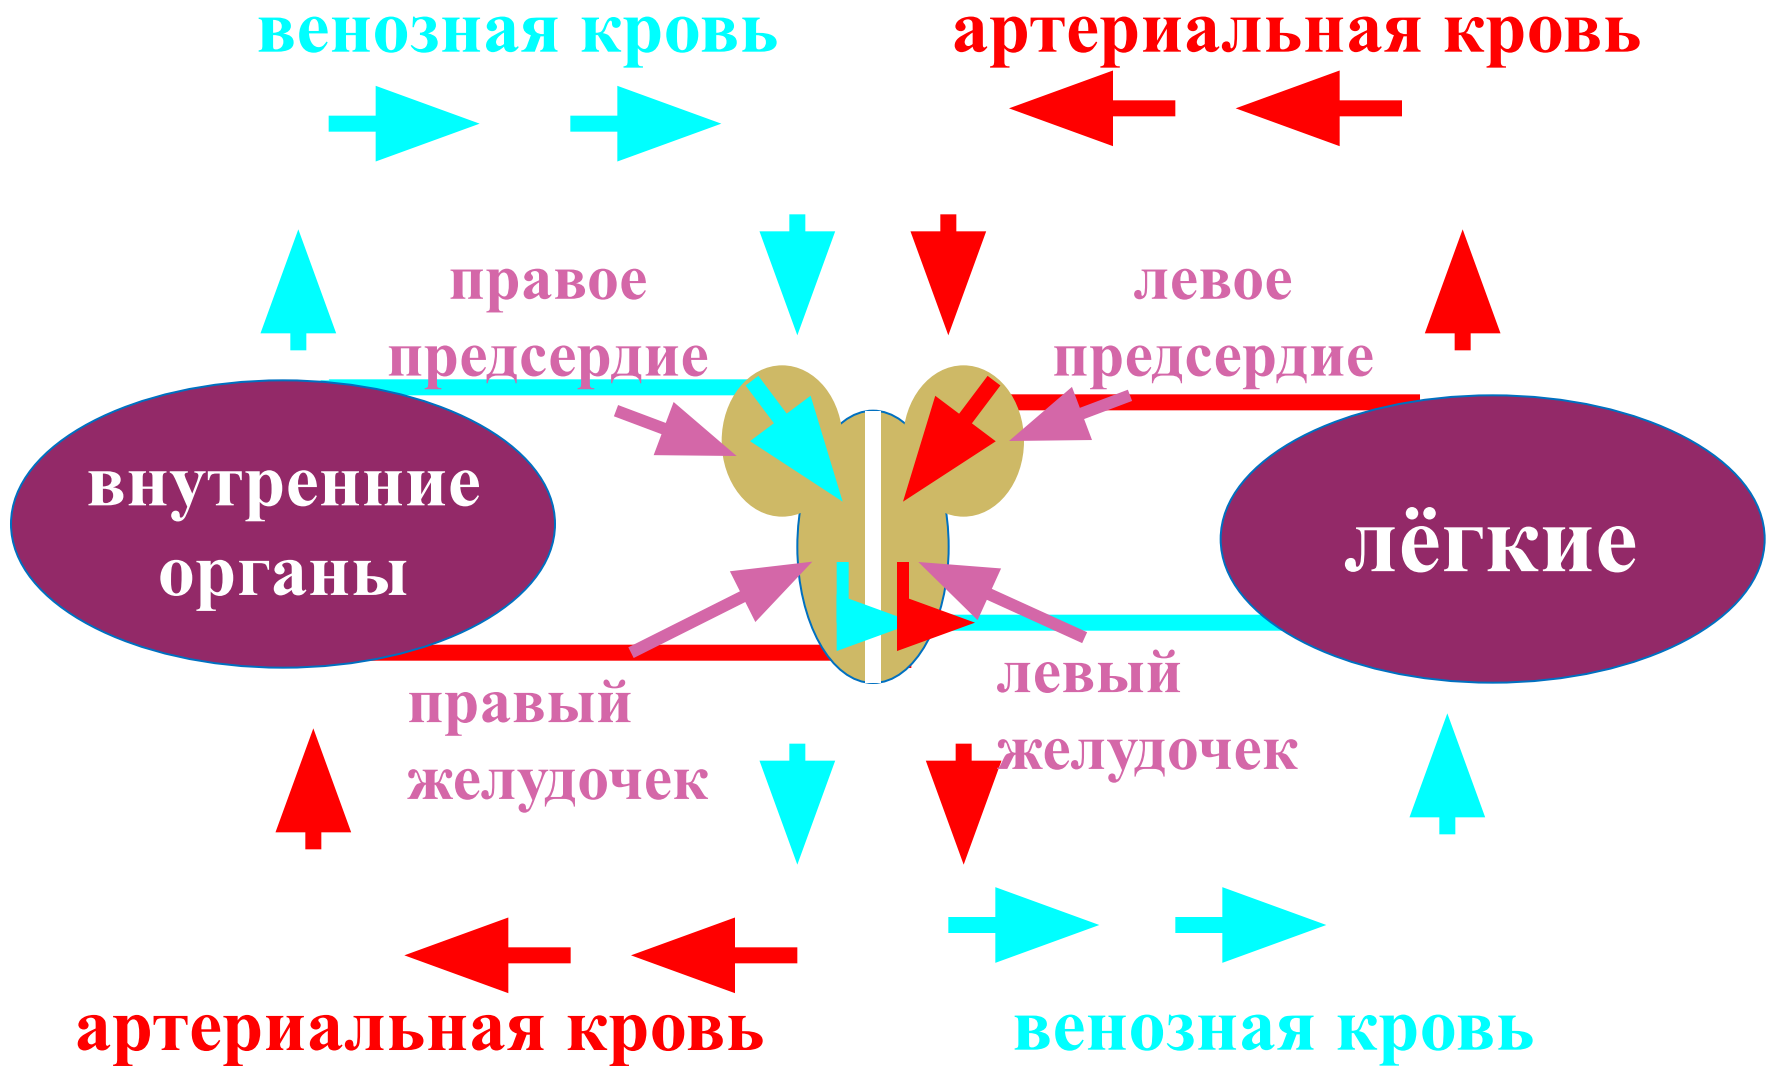 венозная кровь
артериальная кровь
правое
предсердие
левое
предсердие
внутренние
органы
лёгкие
правый
желудочек
левый
желудочек
артериальная кровь
венозная кровь